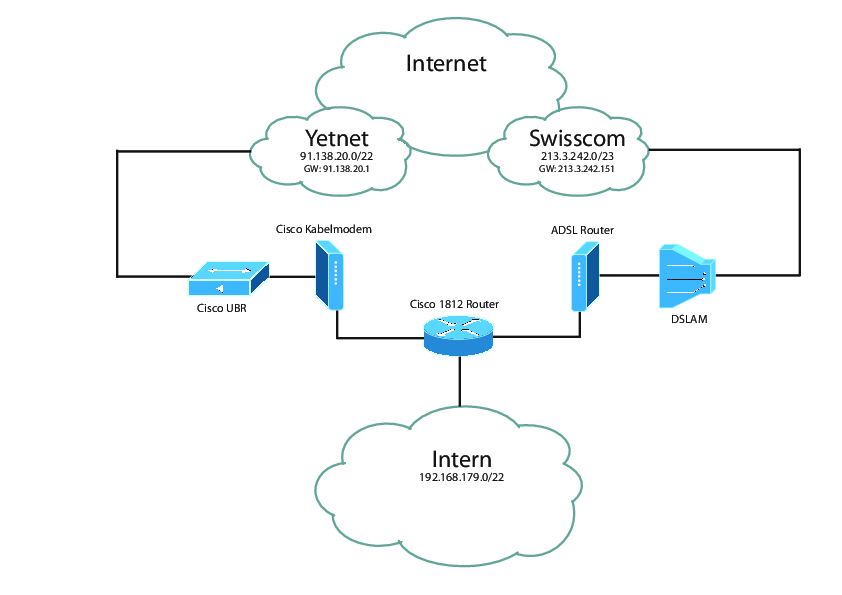 Internet
Yetnet
91.138.20.0/22
GW: 91.138.20.1
Swisscom
213.3.242.0/23
GW: 213.3.242.151
Cisco Kabelmodem
ADSL Router
Cisco UBR
Cisco 1812 Router
DSLAM
Intern
192.168.179.0/22